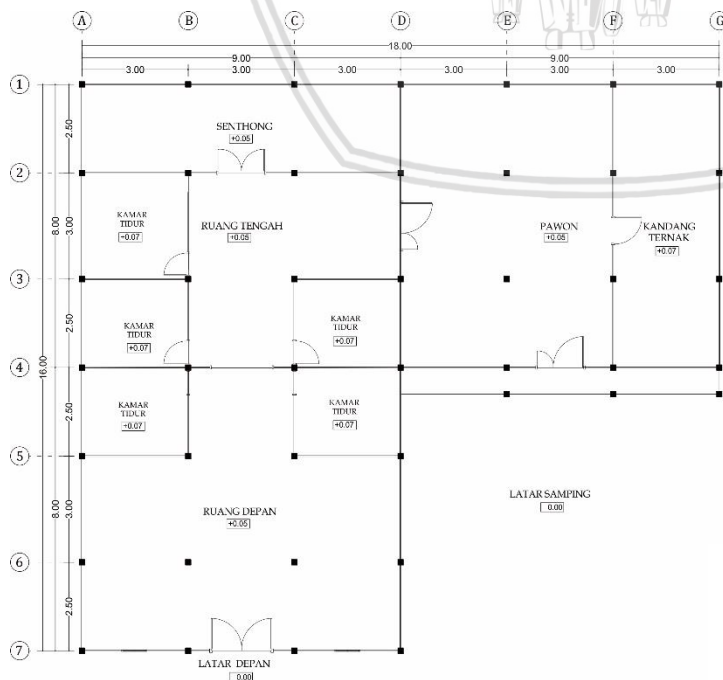 A B C D E F G
18.00
9.00 9.00
3.00 3.00 3.00 3.00 3.00 3.00
1
2.50
SENTHONG
+0.05
2
8.00
3.00
KAMAR
TIDUR
+0.07
RUANG TENGAH
+0.05
PAWON
+0.05
KANDANG
TERNAK
+0.07
3
2.50
KAMAR
TIDUR
+0.07
KAMAR
TIDUR
+0.07
4
16.00
2.50
KAMAR
TIDUR
+0.07
KAMAR
TIDUR
+0.07
5
8.00
3.00
RUANG DEPAN
+0.05
LATAR SAMPING
0.00
6
2.50
7
LATAR DEPAN
0.00